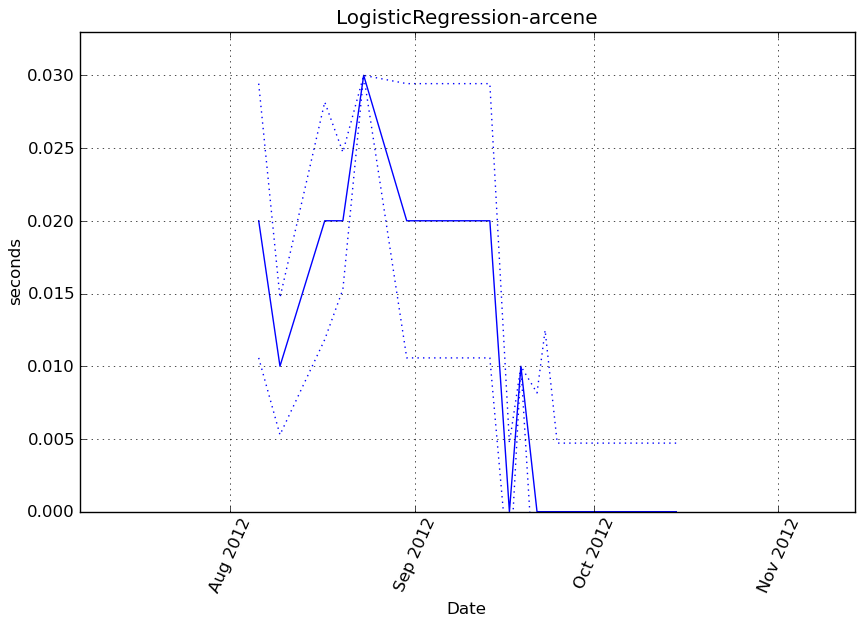 LogisticRegression-arcene
0.030
0.025
0.020
0.015
0.010
0.005
0.000
seconds
Aug 2012
Sep 2012
Oct 2012
Nov 2012
Date